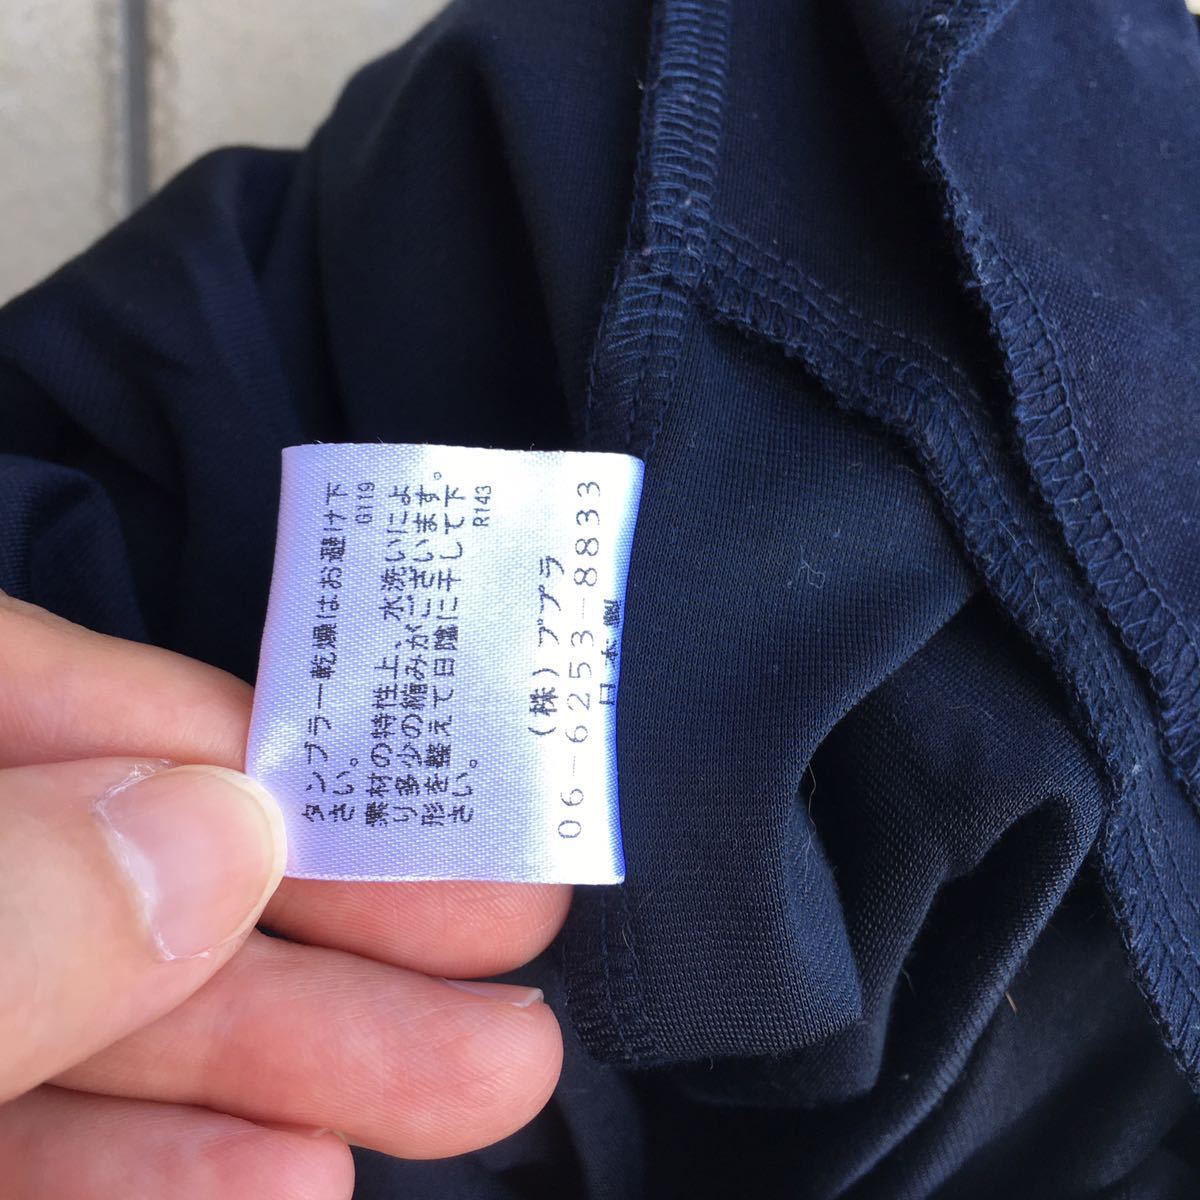 タンブラー乾燥はお避け下
さい。
G119
素材の特性上、水洗いによ
り多少の縮みがございます。
形を整えて日陰に干して下
さい。
R143
(株)ププラ
06-6253-8833
日本製